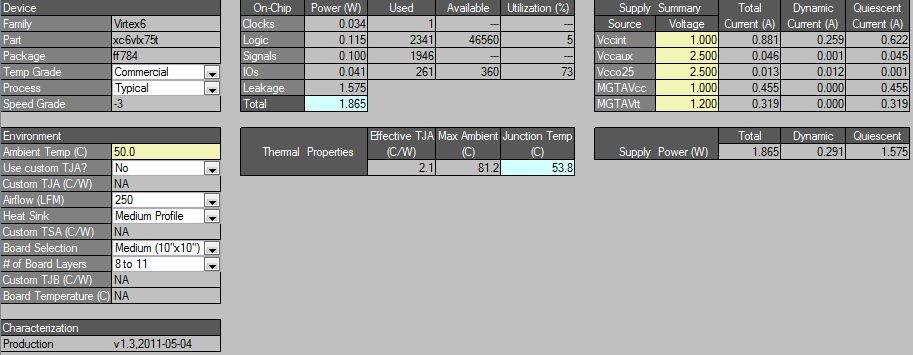 Device
Family Virtex6
Part xc6vlx75t
Package ff784
Temp Grade Commercial
Process Typical
Speed Grade -3
Environment
Ambient Temp (C) 50.0
Use custom TJA? No
Custom TJA (C/W) NA
Airflow (LFM) 250
Heat Sink Medium Profile
Custom TSA (C/W) NA
Board Selection Medium (10"x10")
# of Board Layers 8 to 11
Custom TJB (C/W) NA
Board Temperature (C) NA
Characterization
Production v1.3,2011-05-04
On-Chip Power (W) Used Available Utilization (%)
Clocks 0.034 1 --- ---
Logic 0.115 2341 46560 5
Signals 0.100 1946 --- ---
IOs 0.041 261 360 73
Leakage 1.575
Total 1.865
Effective TJA Max Ambient Junction Temp
Thermal Properties (C/W) (C) (C)
2.1 81.2 53.8
Supply Summary Total Dynamic Quiescent
Source Voltage Current (A) Current (A) Current (A)
Vccint 1.000 0.881 0.259 0.622
Vccaux 2.500 0.046 0.001 0.045
Vcco25 2.500 0.013 0.012 0.001
MGTAVcc 1.000 0.455 0.000 0.455
MGTAVtt 1.200 0.319 0.000 0.319
Total Dynamic Quiescent
Supply Power (W) 1.865 0.291 1.575